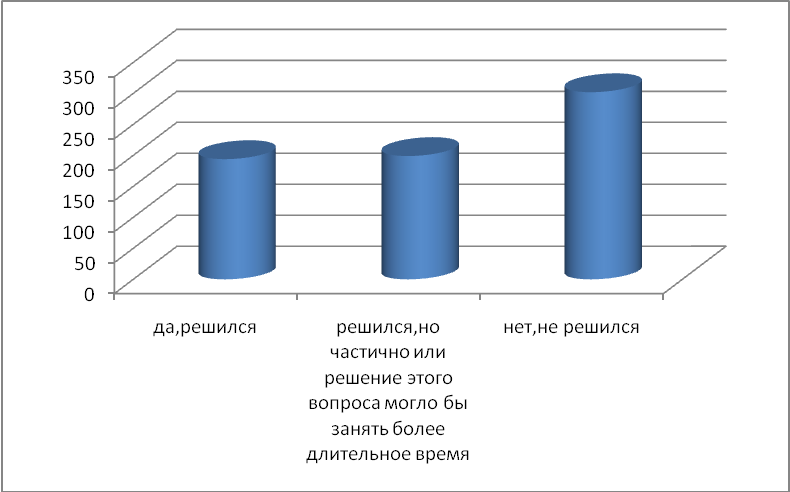 350
300
250
200
150
100
50
0
да,решился
решился,но
частично или
решение этого
вопроса могло бы
занять более
длительное время
нет,не решился